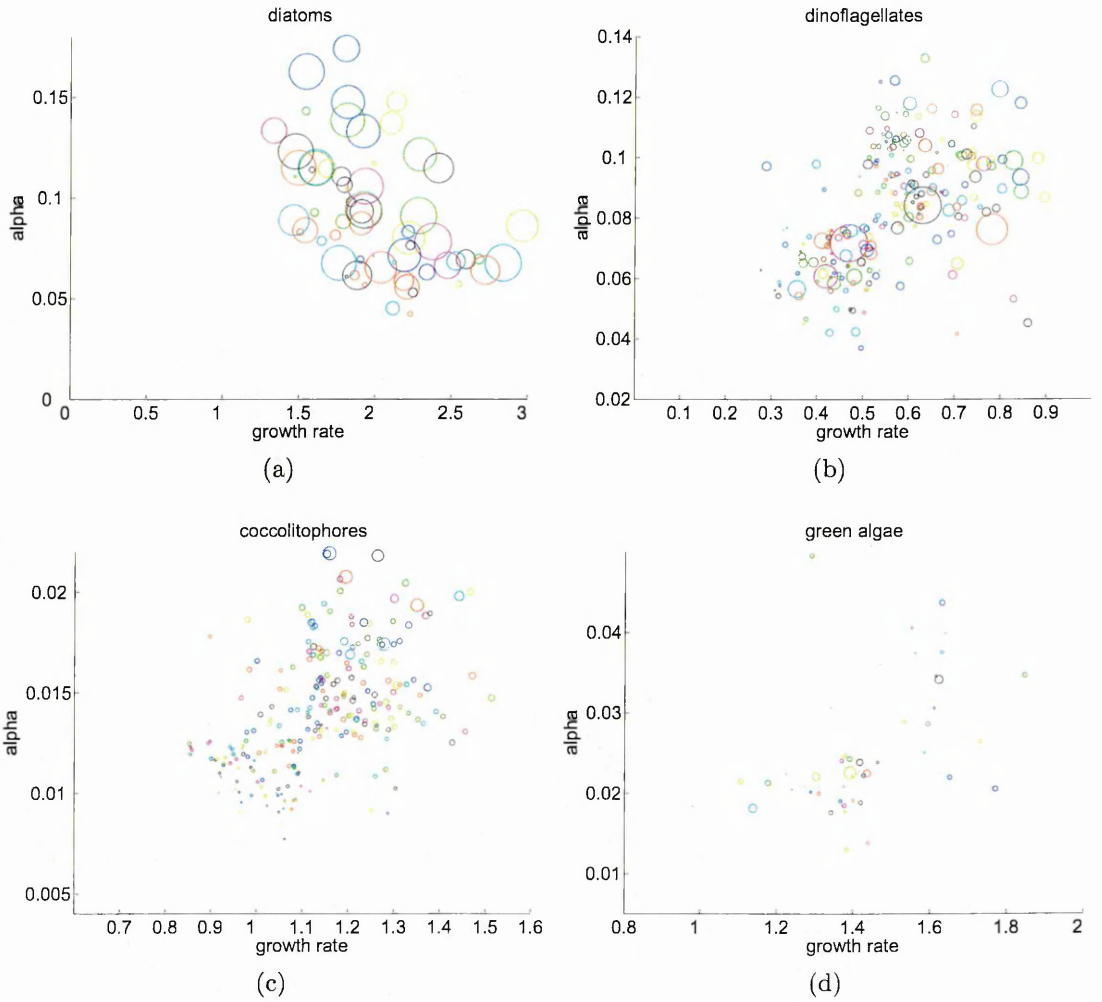 diatoms
alpha
0.15
0.1
0.05
0
0 0.5 1 1.5 2 2.5 3
growth rate
(a)
dinoflagellates
alpha
0.14
0.12
0.1
0.08
0.06
0.04
0.02
0.1 0.2 0.3 0.4 0.5 0.6 0.7 0.8 0.9
growth rate
(b)
coccolitophores
alpha
0.02
0.015
0.01
0.005
0.7 0.8 0.9 1 1.1 1.2 1.3 1.4 1.5 1.6
growth rate
(c)
green algae
alpha
0.04
0.03
0.02
0.01
0.8 1 1.2 1.4 1.6 1.8 2
growth rate
(d)